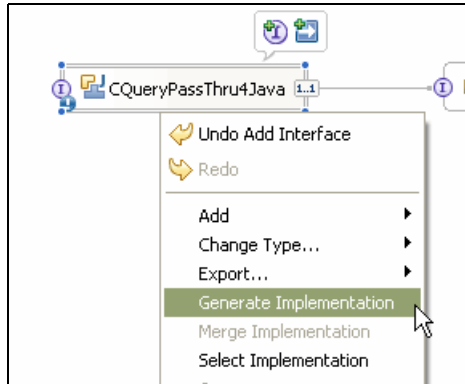 I
CQueryPassThru4Java
1..1
I
Undo Add Interface
Redo
Add
Change Type...
Export...
Generate Implementation
Merge Implementation
Select Implementation